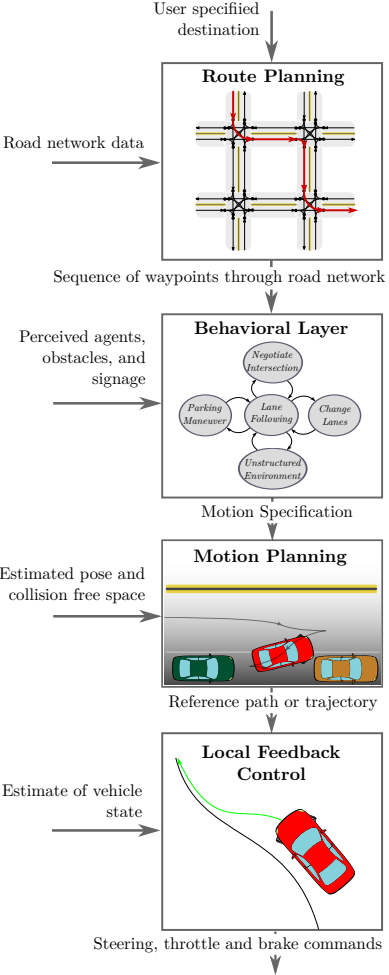 User specifiied
destination
Route Planning
Road network data
Sequence of waypoints through road network
Behavioral Layer
Perceived agents,
obstacles, and
signage
Negotiate
Intersection
Parking
Maneuver
Lane
Following
Change
Lanes
Unstructured
Environment
Motion Specification
Motion Planning
Estimated pose and
collision free space
Reference path or trajectory
Local Feedback
Control
Estimate of vehicle
state
Steering, throttle and brake commands